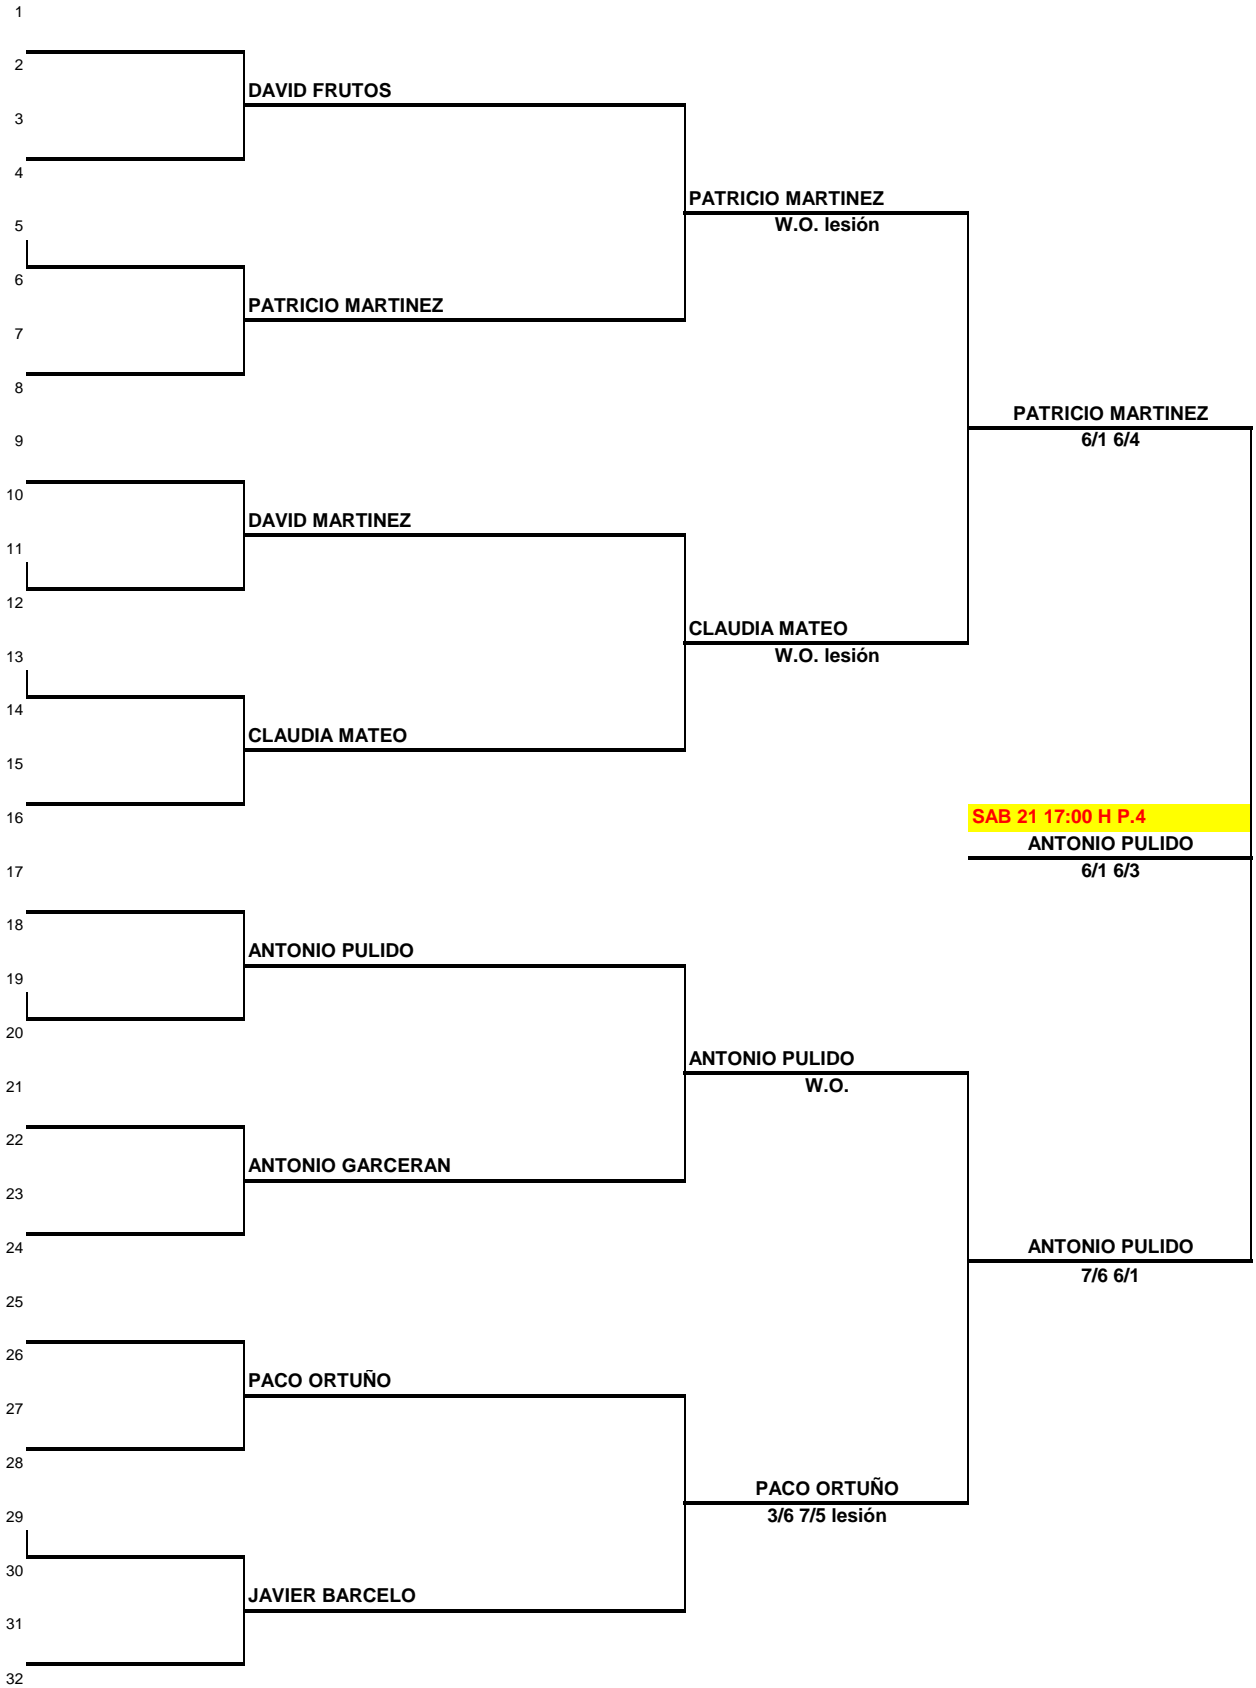 1
2
DAVID FRUTOS
3
4
PATRICIO MARTINEZ
5
W.O. lesión
6
PATRICIO MARTINEZ
7
8
PATRICIO MARTINEZ
9
6/1 6/4
10
DAVID MARTINEZ
11
12
CLAUDIA MATEO
13
W.O. lesión
14
CLAUDIA MATEO
15
16
SAB 21 17:00 H P.4
ANTONIO PULIDO
17
6/1 6/3
18
ANTONIO PULIDO
19
20
ANTONIO PULIDO
21
W.O.
22
ANTONIO GARCERAN
23
24
ANTONIO PULIDO
7/6 6/1
25
26
PACO ORTUÑO
27
28
PACO ORTUÑO
29
3/6 7/5 lesión
30
JAVIER BARCELO
31
32